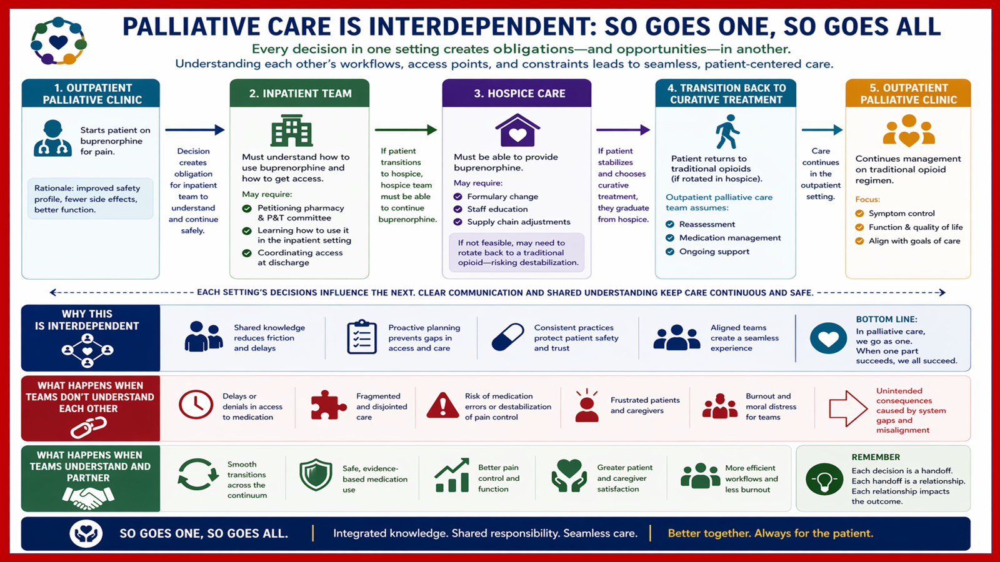 PALLIATIVE CARE IS INTERDEPENDENT: SO GOES ONE, SO GOES ALL
Every decision in one setting creates obligations—and opportunities—in another.
Understanding each other's workflows, access points, and constraints leads to seamless, patient-centered care.
1. OUTPATIENT
PALLIATIVE CLINIC
Starts patient on
buprenorphine
for pain.
Rationale: improved safety
profile, fewer side effects,
better function.
Decision
creates
obligation
for inpatient
team to
understand
and continue
safely.
2. INPATIENT TEAM
Must understand how to
use buprenorphine and
how to get access.
May require:
Petitioning pharmacy
& P&T committee
Learning how to use it
in the inpatient setting
Coordinating access
at discharge
If patient
transitions
to hospice,
hospice team
must be able
to continue
buprenorphine.
3. HOSPICE CARE
Must be able to provide
buprenorphine.
May require:
Formulary change
Staff education
Supply chain adjustments
If not feasible, may need to
rotate back to a traditional
opioid—risking destabilization.
If patient
stabilizes
and chooses
curative
treatment,
they graduate
from hospice.
4. TRANSITION BACK TO
CURATIVE TREATMENT
Patient returns to
traditional opioids
(if rotated in hospice).
Outpatient palliative care
team assumes:
Reassessment
Medication management
Ongoing support
Care
continues
in the
outpatient
setting.
5. OUTPATIENT
PALLIATIVE CLINIC
Continues management
on traditional opioid
regimen.
Focus:
Symptom control
Function & quality of life
Align with goals of care
EACH SETTING'S DECISIONS INFLUENCE THE NEXT. CLEAR COMMUNICATION AND SHARED UNDERSTANDING KEEP CARE CONTINUOUS AND SAFE.
WHY THIS
IS INTERDEPENDENT
Shared knowledge
reduces friction
and delays
Proactive planning
prevents gaps in
access and care
Consistent practices
protect patient safety
and trust
Aligned teams
create a seamless
experience
BOTTOM LINE:
In palliative care,
we go as one.
When one part
succeeds, we all succeed.
WHAT HAPPENS WHEN
TEAMS DON'T UNDERSTAND
EACH OTHER
Delays or
denials in access
to medication
Fragmented
and disjointed
care
Risk of medication
errors or destabilization
of pain control
Frustrated patients
and caregivers
Burnout and
moral distress
for teams
Unintended
consequences
caused by system
gaps and
misalignment
WHAT HAPPENS WHEN
TEAMS UNDERSTAND AND
PARTNER
Smooth
transitions
across the
continuum
Safe, evidence-
based medication
use
Better pain
control and
function
Greater patient
and caregiver
satisfaction
More efficient
workflows and
less burnout
REMEMBER
Each decision is a handoff.
Each handoff is a relationship.
Each relationship impacts
the outcome.
SO GOES ONE, SO GOES ALL.
Integrated knowledge. Shared responsibility. Seamless care.
Better together. Always for the patient.